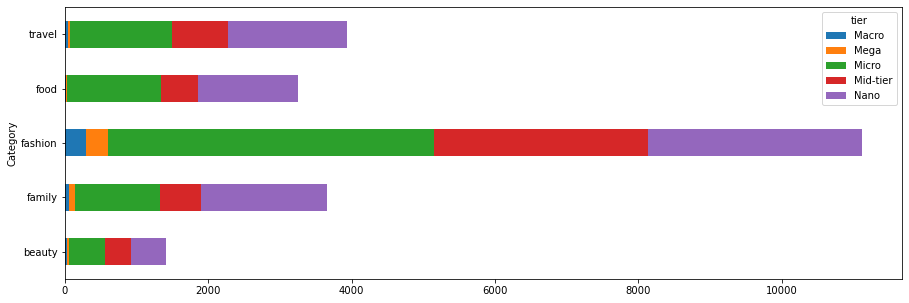 tier
Macro
Mega
Micro
Mid-tier
Nano
Category
travel
food
fashion
family
beauty
0 2000 4000 6000 8000 10000